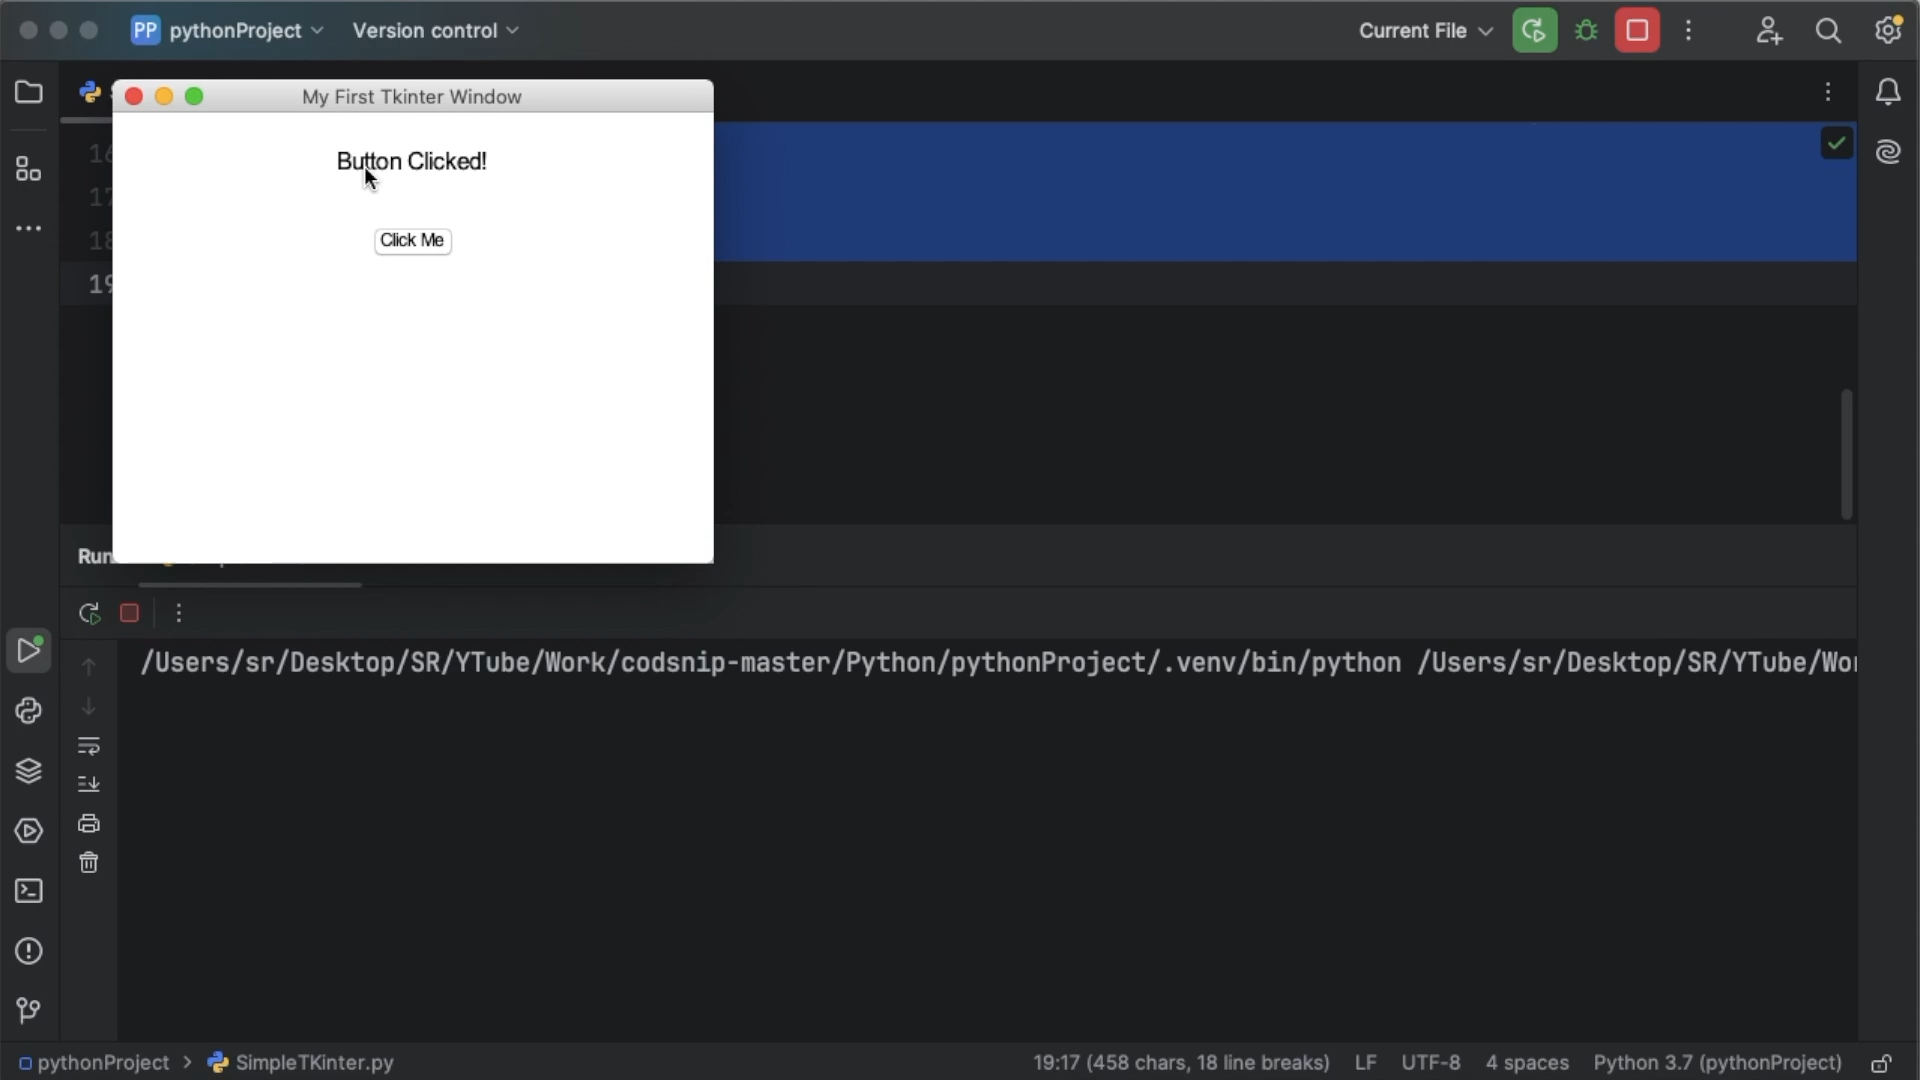 PP pythonProject Version control Current File
My First Tkinter Window
Button Clicked!
16
17
Click Me
18
19
Run
/Users/sr/Desktop/SR/YTube/Work/codsnip-master/Python/pythonProject/.venv/bin/python /Users/sr/Desktop/SR/YTube/Wor
pythonProject > SimpleTKinter.py 19:17 (458 chars, 18 line breaks) LF UTF-8 4 spaces Python 3.7 (pythonProject)